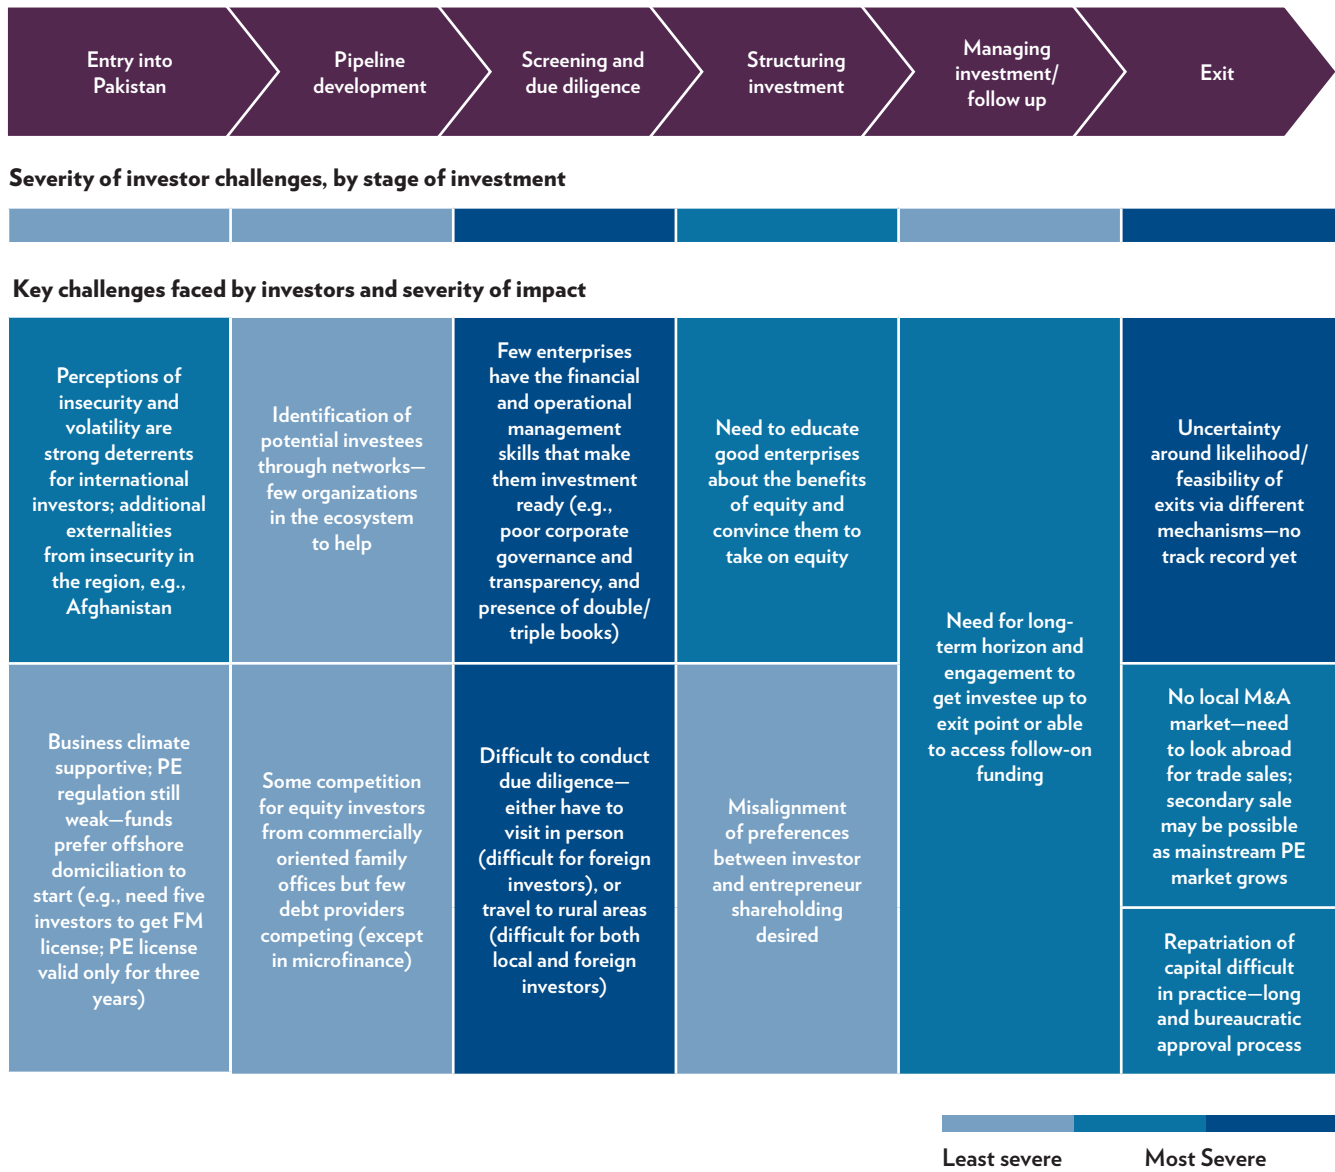 Entry into
Pakistan
Pipeline
development
Screening and
due diligence
Structuring
investment
Managing
investment/
follow up
Exit
Severity of investor challenges, by stage of investment
Key challenges faced by investors and severity of impact
Perceptions of
insecurity and
volatility are
strong deterrents
for international
investors; additional
externalities
from insecurity in
the region, e.g.,
Afghanistan
Business climate
supportive; PE
regulation still
weak—funds
prefer offshore
domiciliation to
start (e.g., need five
investors to get FM
license; PE license
valid only for three
years)
Identification of
potential investees
through networks—
few organizations
in the ecosystem
to help
Some competition
for equity investors
from commercially
oriented family
offices but few
debt providers
competing (except
in microfinance)
Few enterprises
have the financial
and operational
management
skills that make
them investment
ready (e.g.,
poor corporate
governance and
transparency, and
presence of double/
triple books)
Difficult to conduct
due diligence—
either have to
visit in person
(difficult for foreign
investors), or
travel to rural areas
(difficult for both
local and foreign
investors)
Need to educate
good enterprises
about the benefits
of equity and
convince them to
take on equity
Misalignment
of preferences
between investor
and entrepreneur
shareholding
desired
Need for long-
term horizon and
engagement to
get investee up to
exit point or able
to access follow-on
funding
Uncertainty
around likelihood/
feasibility of
exits via different
mechanisms—no
track record yet
No local M&A
market—need
to look abroad
for trade sales;
secondary sale
may be possible
as mainstream PE
market grows
Repatriation of
capital difficult
in practice—long
and bureaucratic
approval process
Least severe
Most Severe